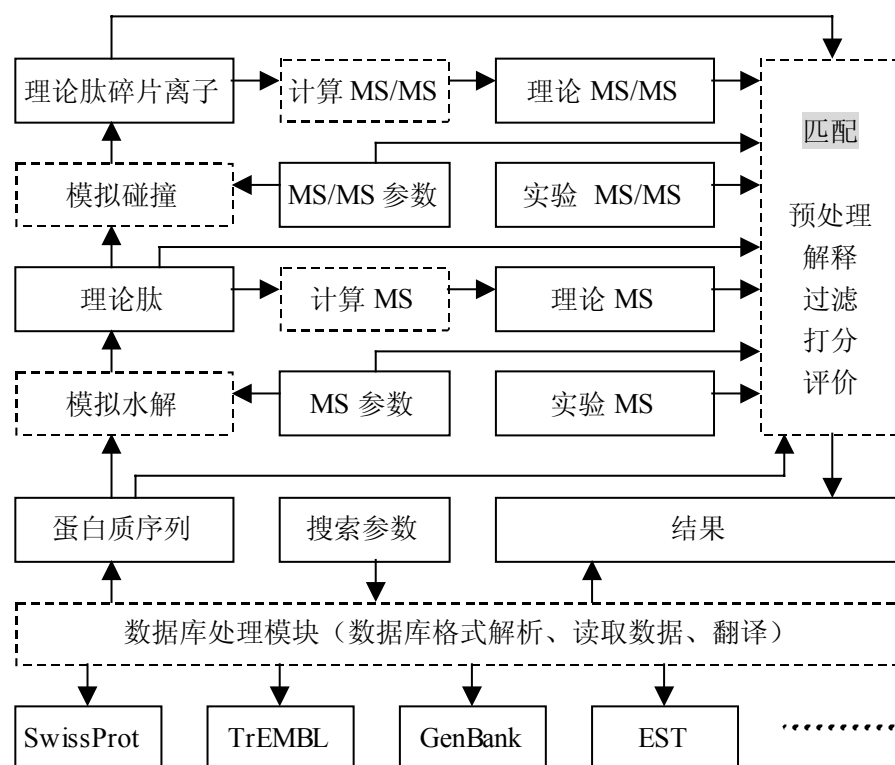 理论肽碎片离子
计算 MS/MS
理论 MS/MS
匹配
模拟碰撞
MS/MS 参数
实验 MS/MS
预处理
解释
过滤
打分
评价
理论肽
计算 MS
理论 MS
模拟水解
MS 参数
实验 MS
蛋白质序列
搜索参数
结果
数据库处理模块（数据库格式解析、读取数据、翻译）
SwissProt
TrEMBL
GenBank
EST